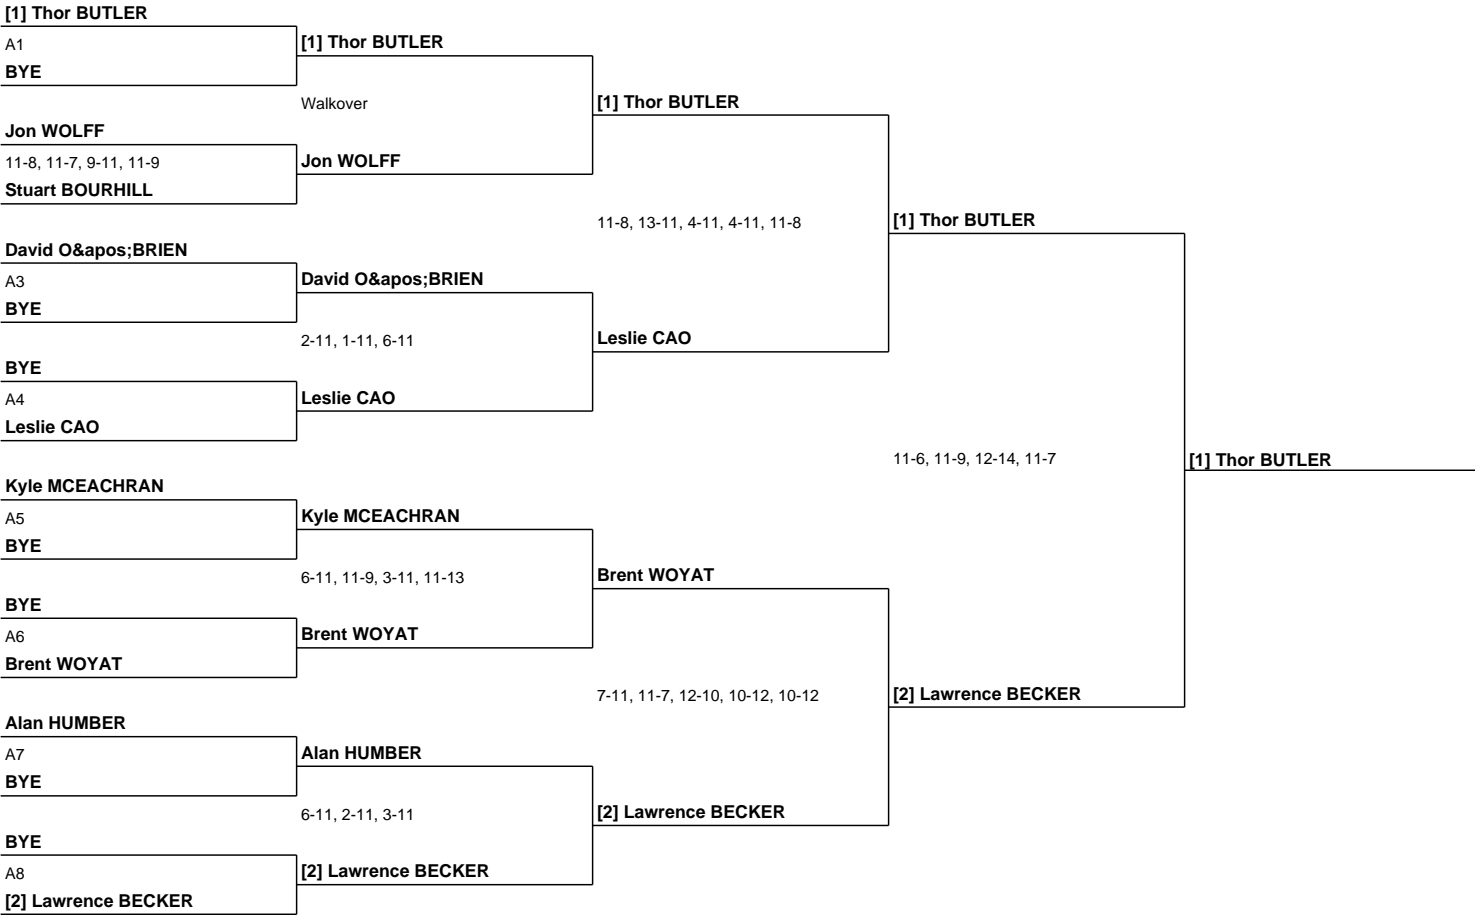 [1] Thor BUTLER
A1
BYE
Jon WOLFF
11-8, 11-7, 9-11, 11-9
Stuart BOURHILL
David O&apos;BRIEN
A3
BYE
BYE
A4
Leslie CAO
Kyle MCEACHRAN
A5
BYE
BYE
A6
Brent WOYAT
Alan HUMBER
A7
BYE
BYE
A8
[2] Lawrence BECKER
[1] Thor BUTLER
Walkover
Jon WOLFF
David O&apos;BRIEN
2-11, 1-11, 6-11
Leslie CAO
Kyle MCEACHRAN
6-11, 11-9, 3-11, 11-13
Brent WOYAT
Alan HUMBER
6-11, 2-11, 3-11
[2] Lawrence BECKER
[1] Thor BUTLER
11-8, 13-11, 4-11, 4-11, 11-8
Leslie CAO
Brent WOYAT
7-11, 11-7, 12-10, 10-12, 10-12
[2] Lawrence BECKER
[1] Thor BUTLER
11-6, 11-9, 12-14, 11-7
[2] Lawrence BECKER
[1] Thor BUTLER